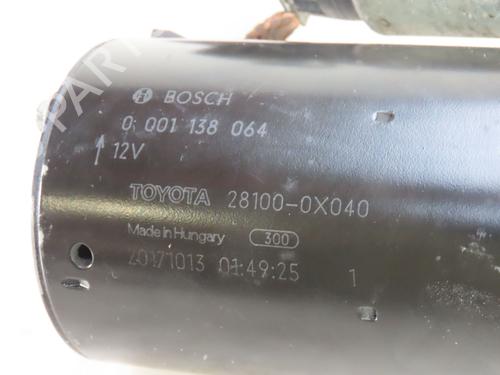 BOSCH
0 001 138 064
12V
TOYOTA 28100-0X040
Made in Hungary 300
20171013 01:49:25 1